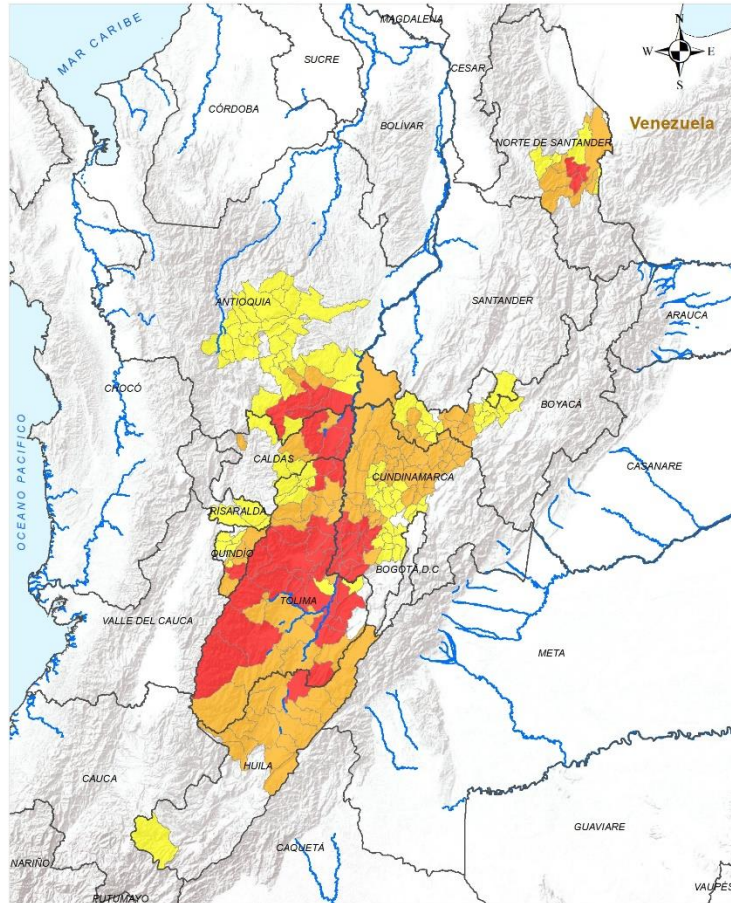 MAGDALENA
N
MAR CARIBE
SUCRE
W
E
CESAR
S
CÓRDOBA
BOLÍVAR
Venezuela
NORTE DE SANTANDER
ANTIOQUIA
SANTANDER
ARAUCA
CHOCÓ
BOYACÁ
OCEANO PACIFICO
CALDAS
CUNDINAMARCA
CASANARE
RISARALDA
QUINDÍO
BOGOTÁ,D.C
TOLIMA
VALLE DEL CAUCA
META
HUILA
CAUCA
GUAVIARE
CAQUETÁ
NARIÑO
PUTUMAYO
VAUPÉS